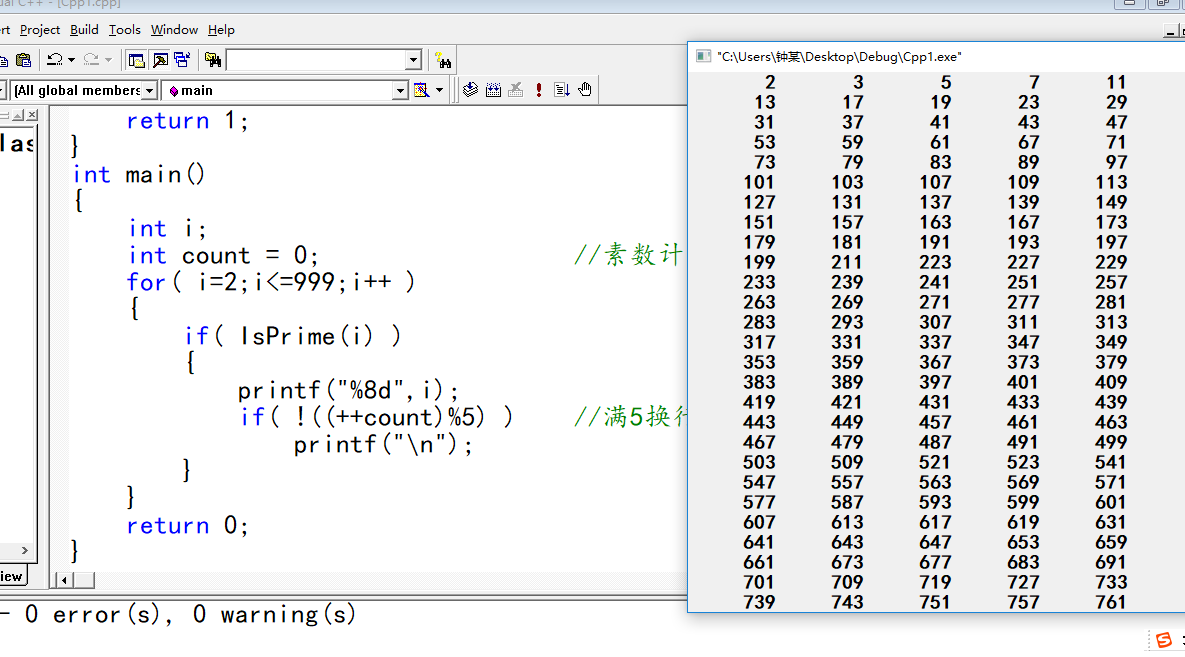 Cpp1.cpp]
Project Build Tools Window Help
(All global members main
return 1;
}
int main()
{
int i;
int count = 0; //素数计
for( i=2;i<=999;i++ )
{
if( IsPrime(i) )
{
printf("%8d",i);
if( !((++count)%5) ) //满5换行
printf("\n");
}
}
return 0;
}
- 0 error(s), 0 warning(s)
"C:\Users\钟某\Desktop\Debug\Cpp1.exe"
2 3 5 7 11
13 17 19 23 29
31 37 41 43 47
53 59 61 67 71
73 79 83 89 97
101 103 107 109 113
127 131 137 139 149
151 157 163 167 173
179 181 191 193 197
199 211 223 227 229
233 239 241 251 257
263 269 271 277 281
283 293 307 311 313
317 331 337 347 349
353 359 367 373 379
383 389 397 401 409
419 421 431 433 439
443 449 457 461 463
467 479 487 491 499
503 509 521 523 541
547 557 563 569 571
577 587 593 599 601
607 613 617 619 631
641 643 647 653 659
661 673 677 683 691
701 709 719 727 733
739 743 751 757 761